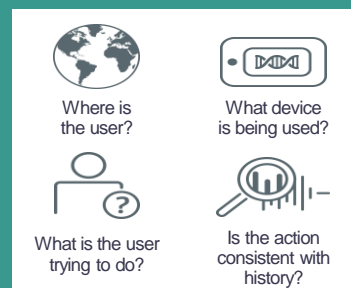 Where is
the user?
What device
is being used?
?
What is the user
trying to do?
Is the action
consistent with
history?